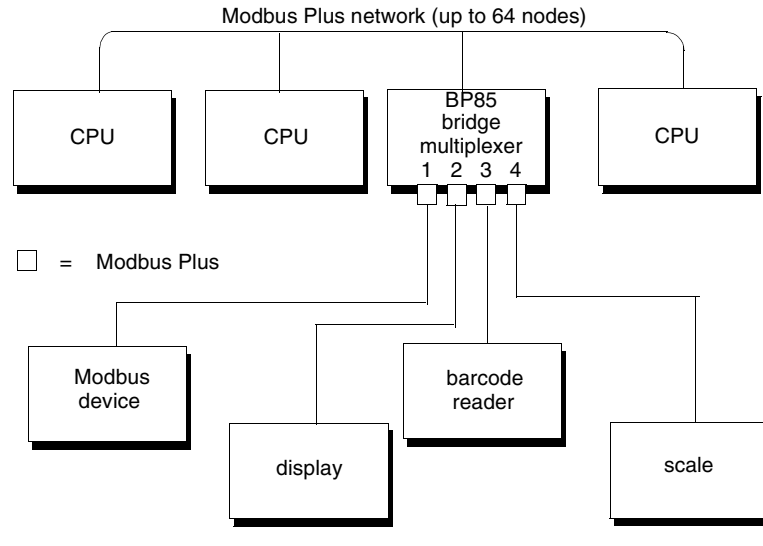 Modbus Plus network (up to 64 nodes)
CPU
CPU
BP85
bridge
multiplexer
1 2 3 4
CPU
= Modbus Plus
Modbus
device
display
barcode
reader
scale